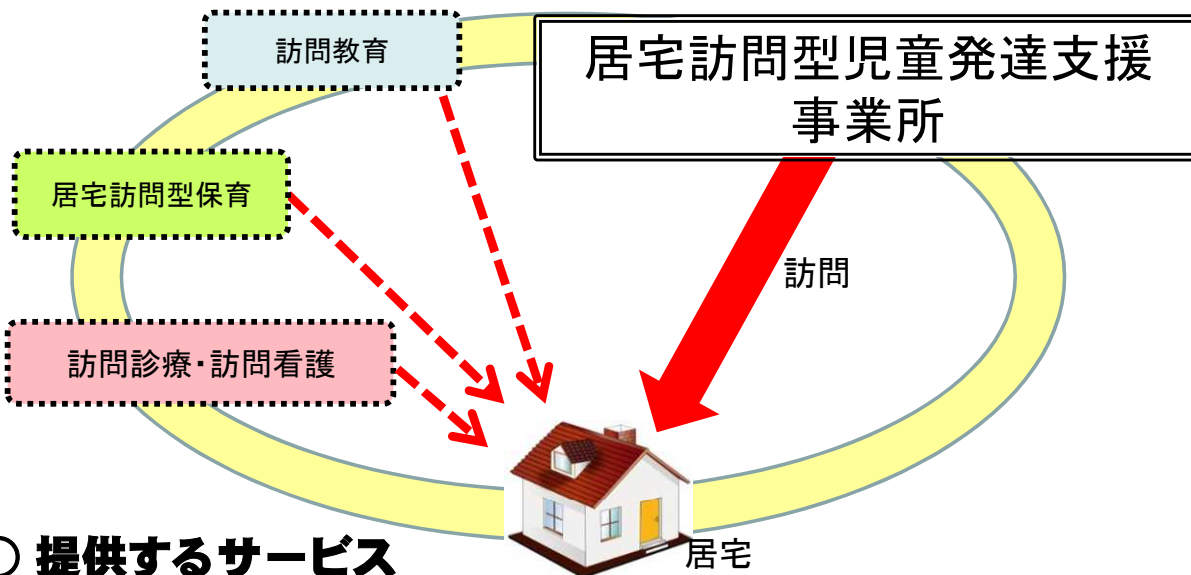 訪問教育
居宅訪問型児童発達支援
事業所
居宅訪問型保育
訪問
訪問診療・訪問看護
居宅
○ 提供するサービス